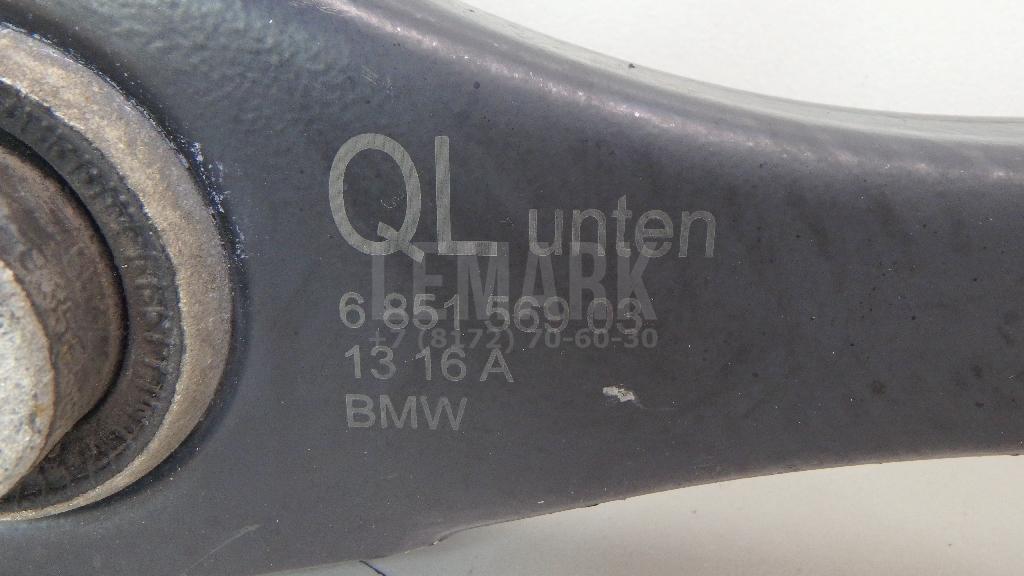 QL unten
TEMARK
6 851 569 03
+7 (8172) 70-60-30
13 16 A
BMW